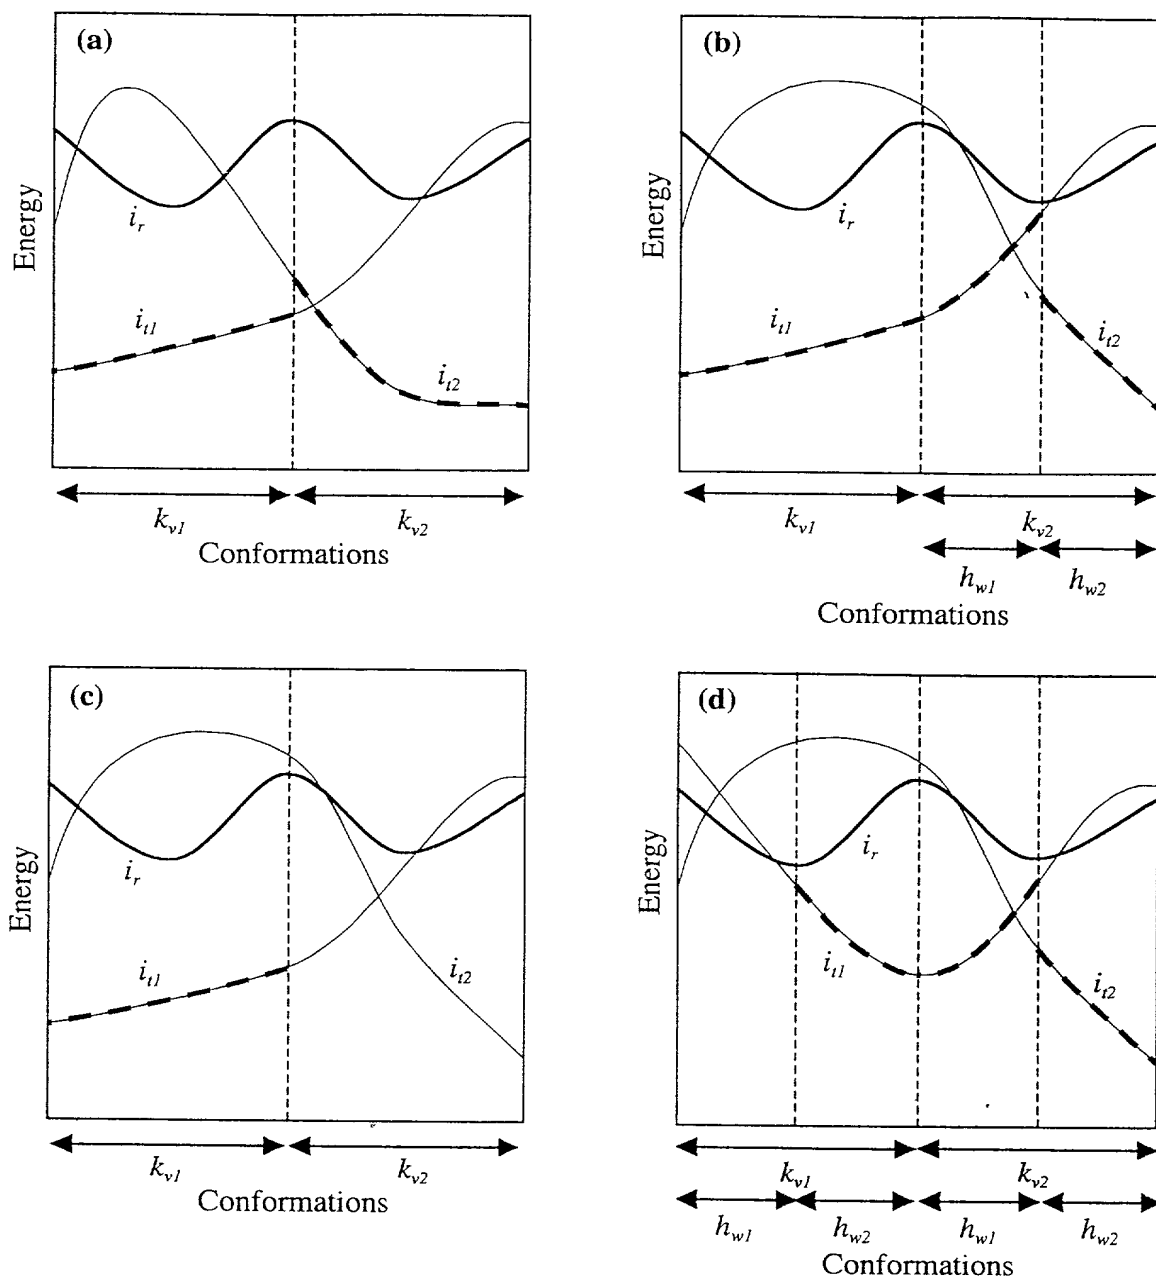 (a)
Energy
i_r
i_t1
i_t2
k_v1
k_v2
Conformations
(b)
Energy
i_r
i_t1
i_t2
k_v1
k_v2
h_w1
h_w2
Conformations
(c)
Energy
i_r
i_t1
i_t2
k_v1
k_v2
Conformations
(d)
Energy
i_r
i_t1
i_t2
k_v1
k_v2
h_w1
h_w2
h_w1
h_w2
Conformations